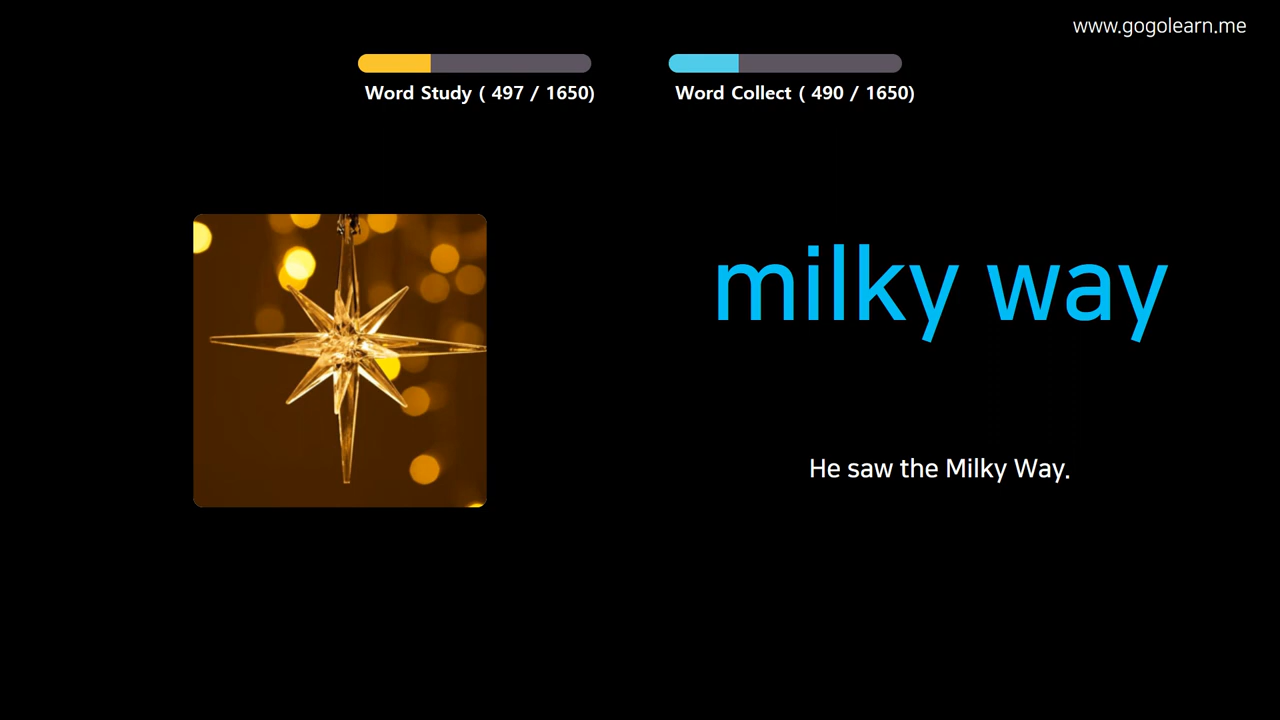 www.gogolearn.me
Word Study ( 497 / 1650)
Word Collect ( 490 / 1650)
milky way
He saw the Milky Way.